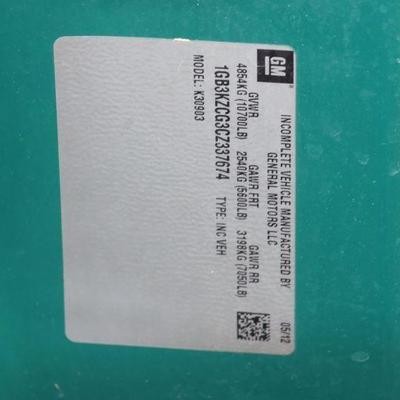 GM
INCOMPLETE VEHICLE MANUFACTURED BY
GENERAL MOTORS LLC
05/12
GVWR GAWR FRT GAWR RR
4854KG (10700LB) 2540KG (5600LB) 3198KG (7050LB)
1GB3KZCG3CZ337674 TYPE: INC VEH
MODEL: K30903